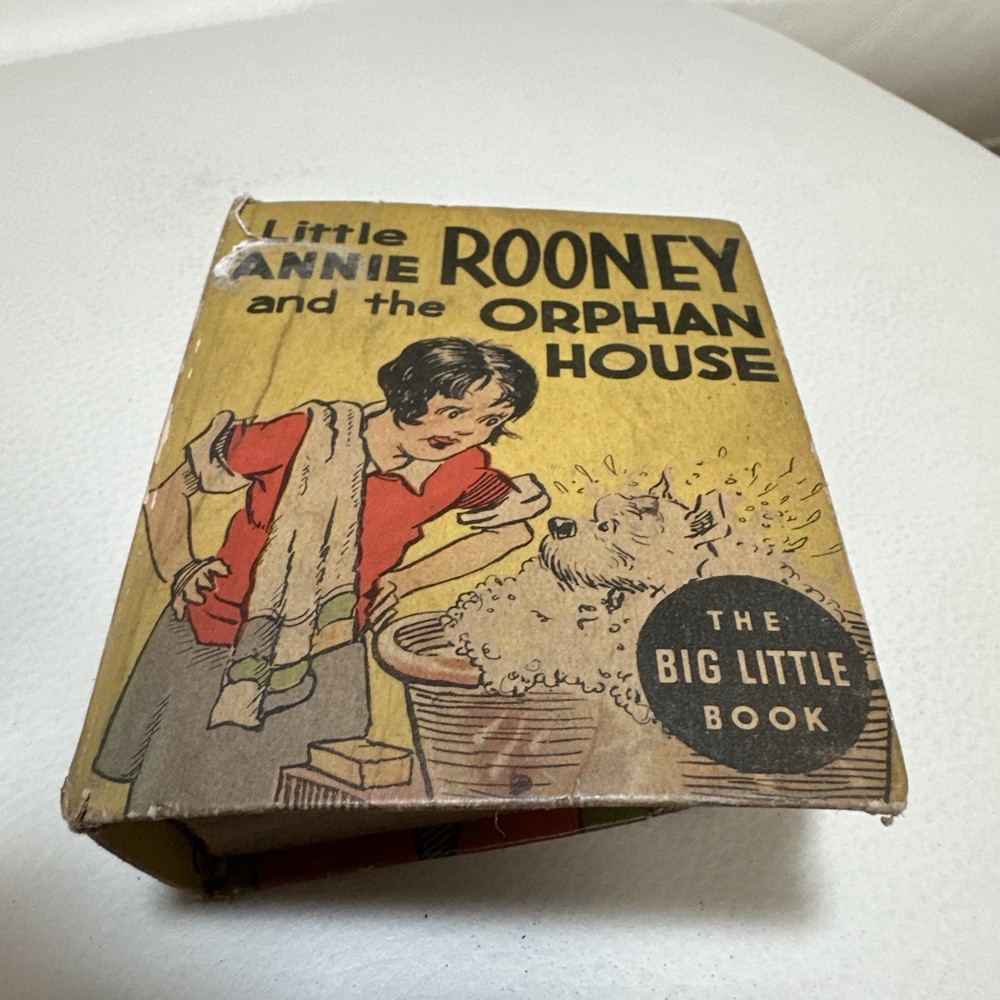 Little
ANNIE ROONEY
and the ORPHAN
HOUSE
THE
BIG LITTLE
BOOK